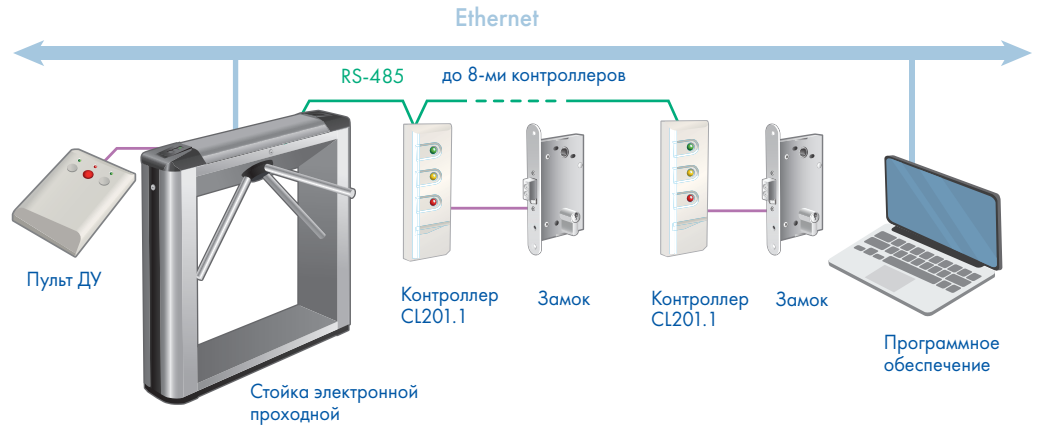 Ethernet
RS-485
до 8-ми контроллеров
Пульт ДУ
Контроллер
CL201.1
Замок
Контроллер
CL201.1
Замок
Программное
обеспечение
Стойка электронной
проходной